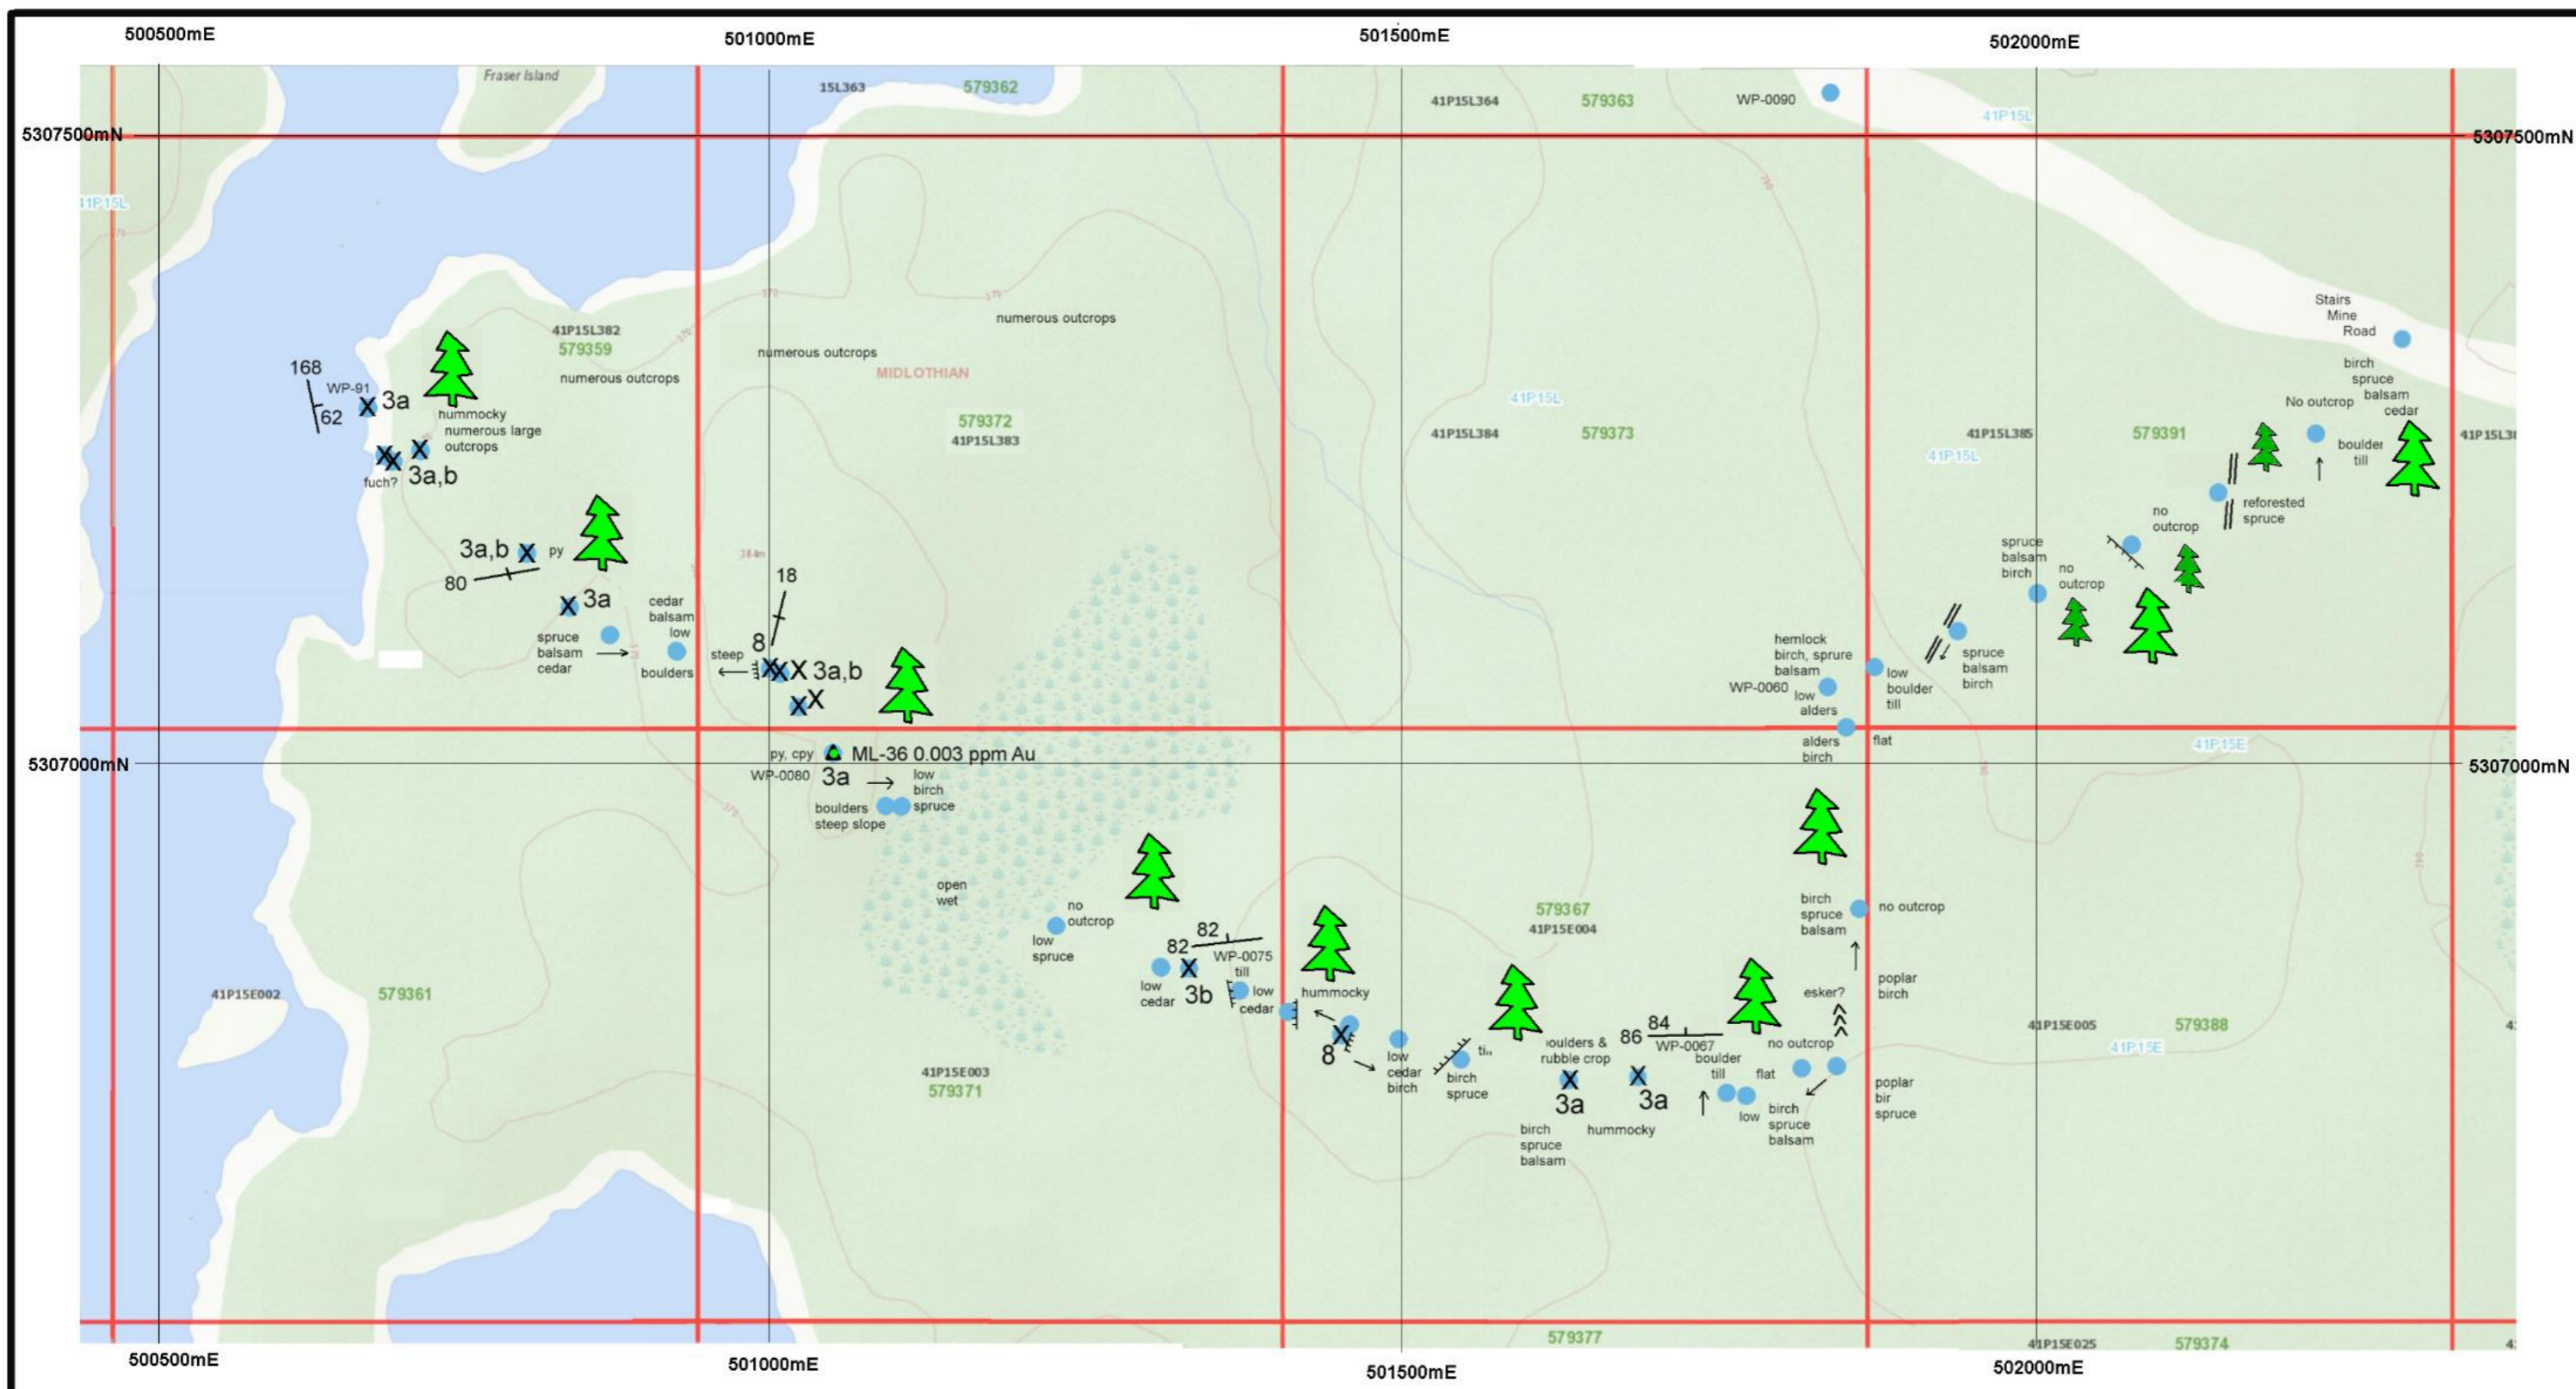 500500mE
501000mE
501500mE
502000mE
Fraser Island
15L363
579362
41P15L364
579363
WP-0090
41P15L
5307500mN
5307500mN
370
390
370
370
Stairs
Mine
Road
numerous outcrops
numerous outcrops
numerous outcrops
41P15L382
579359
370
MIDLOTHIAN
168
WP-91
3a
62
hummocky
numerous large
outcrops
3a,b
fuch?
birch
spruce
balsam
cedar
No outcrop
41P15L
579372
41P15L383
41P15L384
579373
41P15L385
579391
41P15L
boulder
till
reforested
spruce
no
outcrop
3a,b
py
80
384m
18
spruce
balsam
birch
no
outcrop
3a
cedar
balsam
low
boulders
spruce
balsam
cedar
370
steep
8
3a,b
hemlock
birch, sprure
balsam
WP-0060
low
alders
low
boulder
till
spruce
balsam
birch
alders
birch
flat
41P15E
py, cpy
ML-36 0.003 ppm Au
5307000mN
5307000mN
WP-0080
3a
low
birch
spruce
boulders
steep slope
370
390
open
wet
no
outcrop
low
spruce
82
82
WP-0075
till
low
cedar
3b
low
cedar
hummocky
8
579367
41P15E004
birch
spruce
balsam
no outcrop
poplar
birch
esker?
41P15E002
579361
41P15E005
579388
41P15E
low
cedar
birch
birch
spruce
rubble crop
84
86
WP-0067
boulder
till
no outcrop
flat
3a
3a
41P15E003
579371
low
birch
spruce
balsam
poplar
bir
spruce
birch
spruce
balsam
hummocky
579377
41P15E025
579374
500500mE
501000mE
501500mE
502000mE